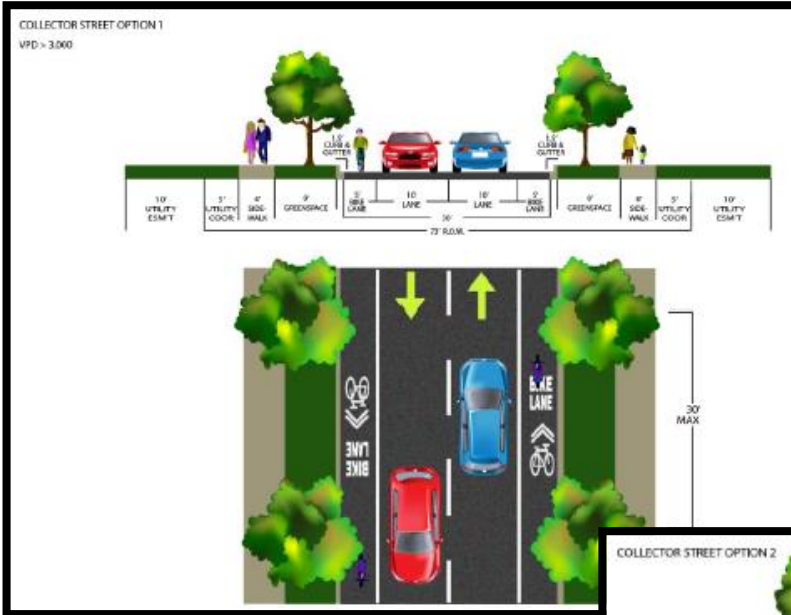 COLLECTOR STREET OPTION 1
VPD > 3,000
1.5'
CURB &
GUTTER
1.5'
CURB &
GUTTER
10'
UTILITY
ESM'T
5'
UTILITY
COOR
4'
SIDE-
WALK
9'
GREENSPACE
5'
BIKE
LANE
10'
LANE
10'
LANE
5'
BIKE
LANE
9'
GREENSPACE
SIDE-
WALK
5'
UTILITY
COOR
10'
UTILITY
ESM'T
30'
73' R.O.W.
BIKE
LANE
BIKE
LANE
30'
MAX
COLLECTOR STREET OPTION 2